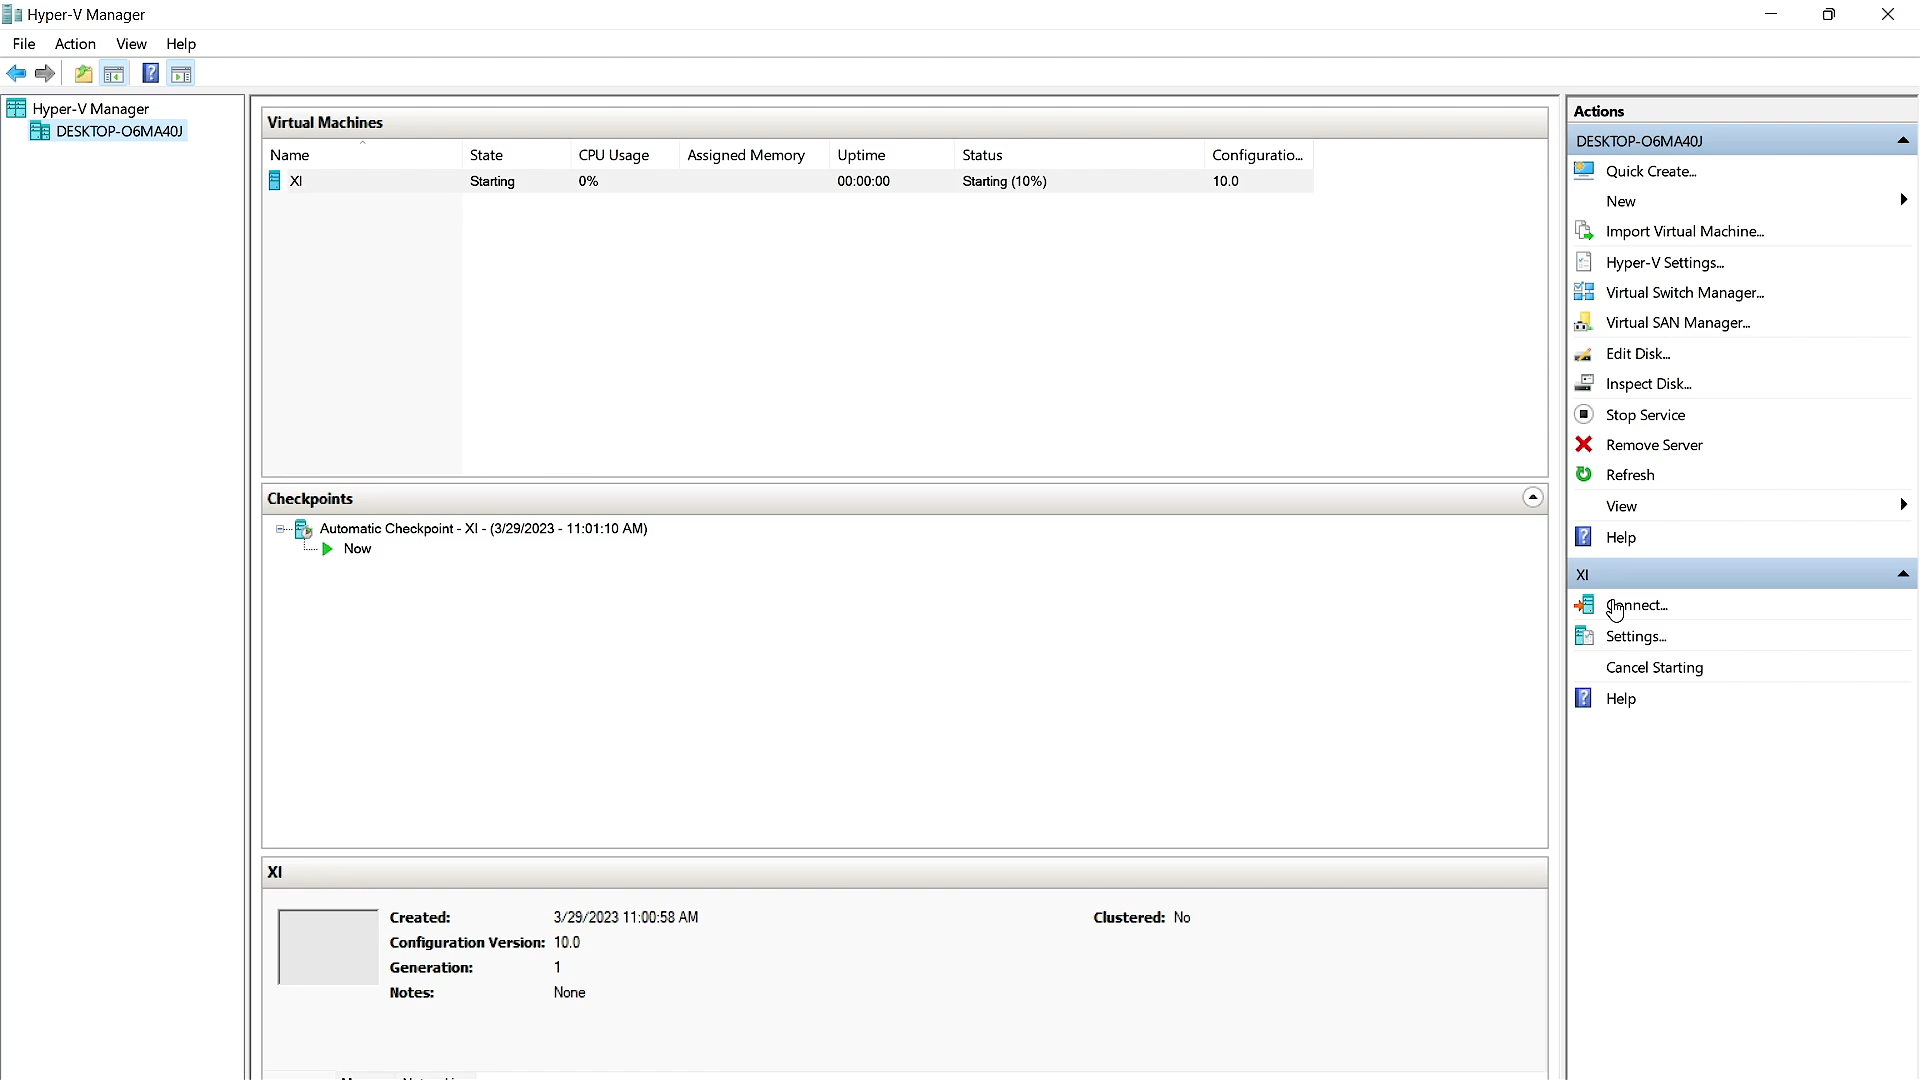 Hyper-V Manager
File Action View Help
Hyper-V Manager
DESKTOP-O6MA40J
Virtual Machines
Name State CPU Usage Assigned Memory Uptime Status Configuratio...
XI Starting 0% 00:00:00 Starting (10%) 10.0
Checkpoints
Automatic Checkpoint - XI - (3/29/2023 - 11:01:10 AM)
Now
XI
Created: 3/29/2023 11:00:58 AM Clustered: No
Configuration Version: 10.0
Generation: 1
Notes: None
Actions
DESKTOP-O6MA40J
Quick Create...
New
Import Virtual Machine...
Hyper-V Settings...
Virtual Switch Manager...
Virtual SAN Manager...
Edit Disk...
Inspect Disk...
Stop Service
Remove Server
Refresh
View
Help
XI
Connect...
Settings...
Cancel Starting
Help